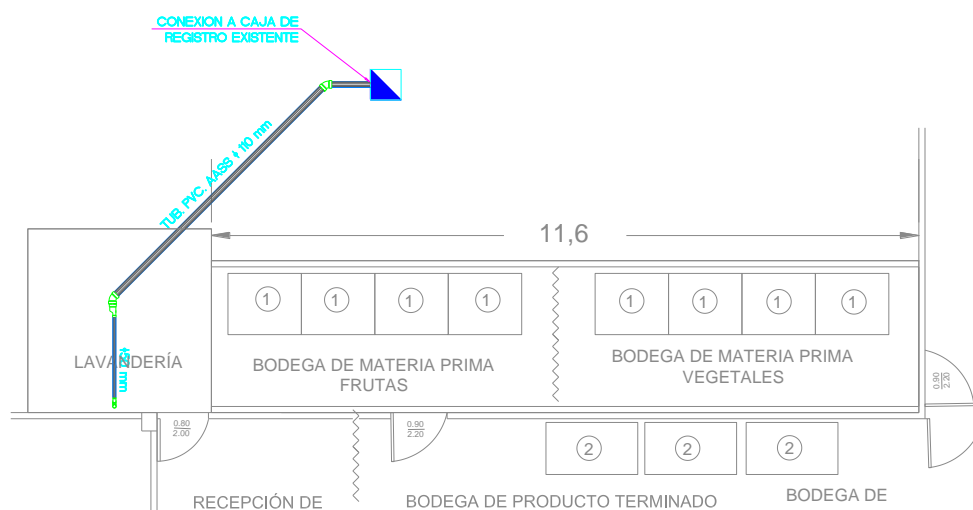 CONEXION A CAJA DE
REGISTRO EXISTENTE
TUB. PVC. AASS ɸ 110 mm
11,6
1 1 1 1 1 1 1 1
LAVANDERÍA
BODEGA DE MATERIA PRIMA
FRUTAS
BODEGA DE MATERIA PRIMA
VEGETALES
0.90
2.20
0.80
2.00
0.90
2.20
2 2 2
RECEPCIÓN DE
BODEGA DE PRODUCTO TERMINADO
BODEGA DE